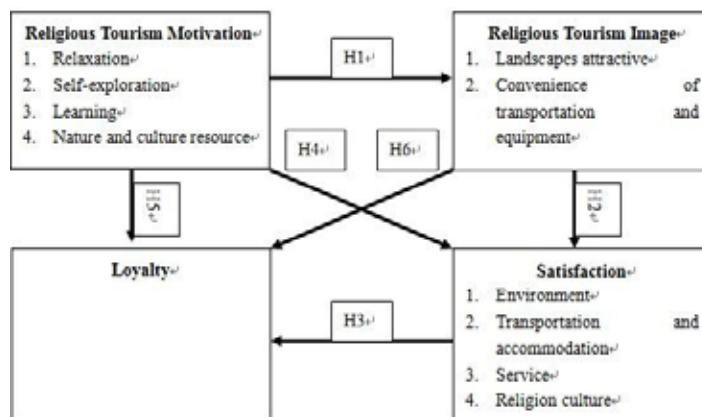 Religious Tourism Motivation↵
1. Relaxation↵
2. Self-exploration↵
3. Learning↵
4. Nature and culture resource↵
H1↵
Religious Tourism Image↵
1. Landscapes attractive↵
2. Convenience of
transportation and
equipment↵
H4↵
H6↵
H5↵
H2↵
Loyalty↵
H3↵
Satisfaction↵
1. Environment↵
2. Transportation and
accommodation↵
3. Service↵
4. Religion culture↵